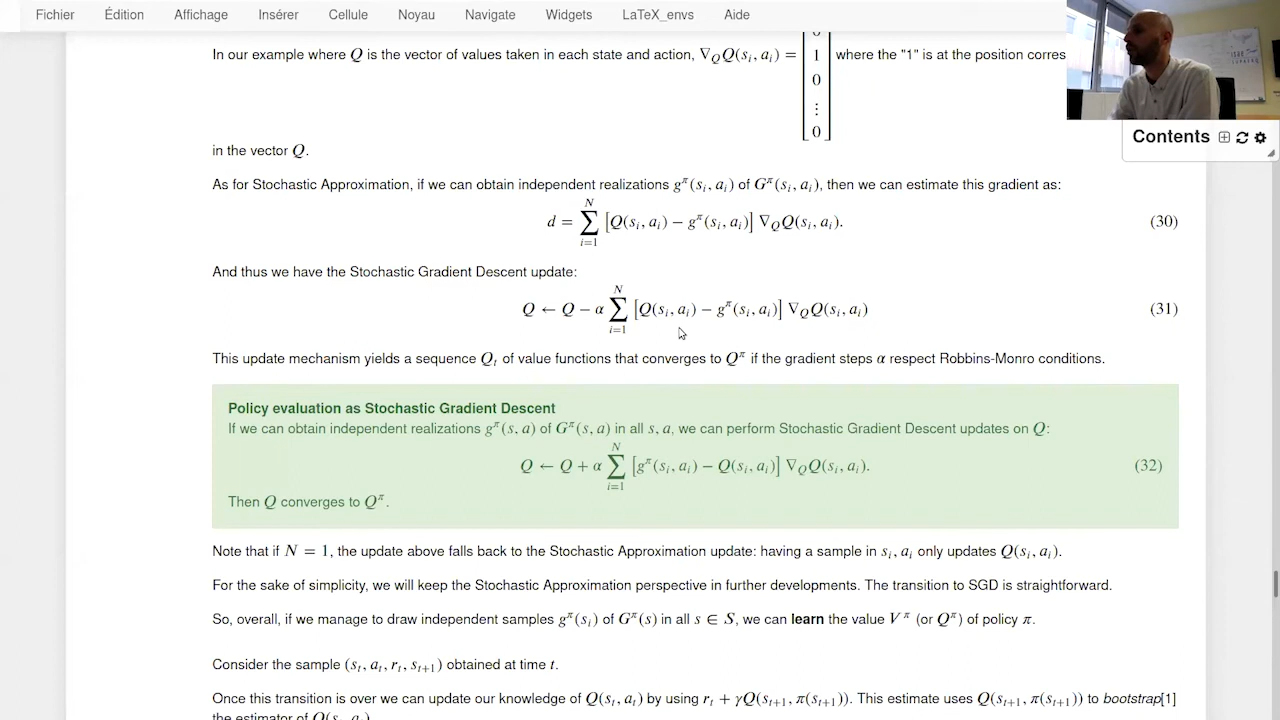 Fichier Édition Affichage Insérer Cellule Noyau Navigate Widgets LaTeX_envs Aide
In our example where Q is the vector of values taken in each state and action, ∇_Q Q(s_i, a_i) = [0 1 0 ⋮ 0] where the "1" is at the position corres
Contents
in the vector Q.
As for Stochastic Approximation, if we can obtain independent realizations g^π(s_i, a_i) of G^π(s_i, a_i), then we can estimate this gradient as:
d = ∑_{i=1}^{N} [Q(s_i, a_i) − g^π(s_i, a_i)] ∇_Q Q(s_i, a_i). (30)
And thus we have the Stochastic Gradient Descent update:
Q ← Q − α ∑_{i=1}^{N} [Q(s_i, a_i) − g^π(s_i, a_i)] ∇_Q Q(s_i, a_i) (31)
This update mechanism yields a sequence Q_t of value functions that converges to Q^π if the gradient steps α respect Robbins-Monro conditions.
Policy evaluation as Stochastic Gradient Descent
If we can obtain independent realizations g^π(s, a) of G^π(s, a) in all s, a, we can perform Stochastic Gradient Descent updates on Q:
Q ← Q + α ∑_{i=1}^{N} [g^π(s_i, a_i) − Q(s_i, a_i)] ∇_Q Q(s_i, a_i). (32)
Then Q converges to Q^π.
Note that if N = 1, the update above falls back to the Stochastic Approximation update: having a sample in s_i, a_i only updates Q(s_i, a_i).
For the sake of simplicity, we will keep the Stochastic Approximation perspective in further developments. The transition to SGD is straightforward.
So, overall, if we manage to draw independent samples g^π(s_i) of G^π(s) in all s ∈ S, we can learn the value V^π (or Q^π) of policy π.
Consider the sample (s_t, a_t, r_t, s_{t+1}) obtained at time t.
Once this transition is over we can update our knowledge of Q(s_t, a_t) by using r_t + γQ(s_{t+1}, π(s_{t+1})). This estimate uses Q(s_{t+1}, π(s_{t+1})) to bootstrap[1]
the estimator of Q(s_t, a_t)